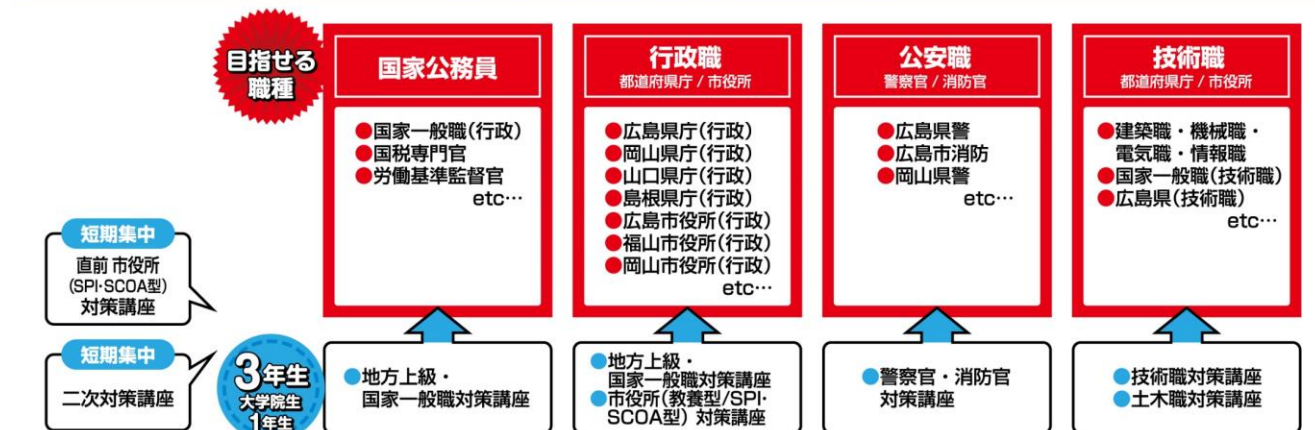 目指せる
職種
国家公務員
●国家一般職(行政)
●国税専門官
●労働基準監督官
etc…
行政職
都道府県庁 / 市役所
●広島県庁(行政)
●岡山県庁(行政)
●山口県庁(行政)
●島根県庁(行政)
●広島市役所(行政)
●福山市役所(行政)
●岡山市役所(行政)
etc…
公安職
警察官 / 消防官
●広島県警
●広島市消防
●岡山県警
etc…
技術職
都道府県庁 / 市役所
●建築職・機械職・
電気職・情報職
●国家一般職(技術職)
●広島県(技術職)
etc…
短期集中
直前 市役所
(SPI・SCOA型)
対策講座
短期集中
二次対策講座
3年生
大学院生
1年生
●地方上級・
国家一般職対策講座
●地方上級・
国家一般職対策講座
●市役所(教養型/SPI・
SCOA型) 対策講座
●警察官・消防官
対策講座
●技術職対策講座
●土木職対策講座